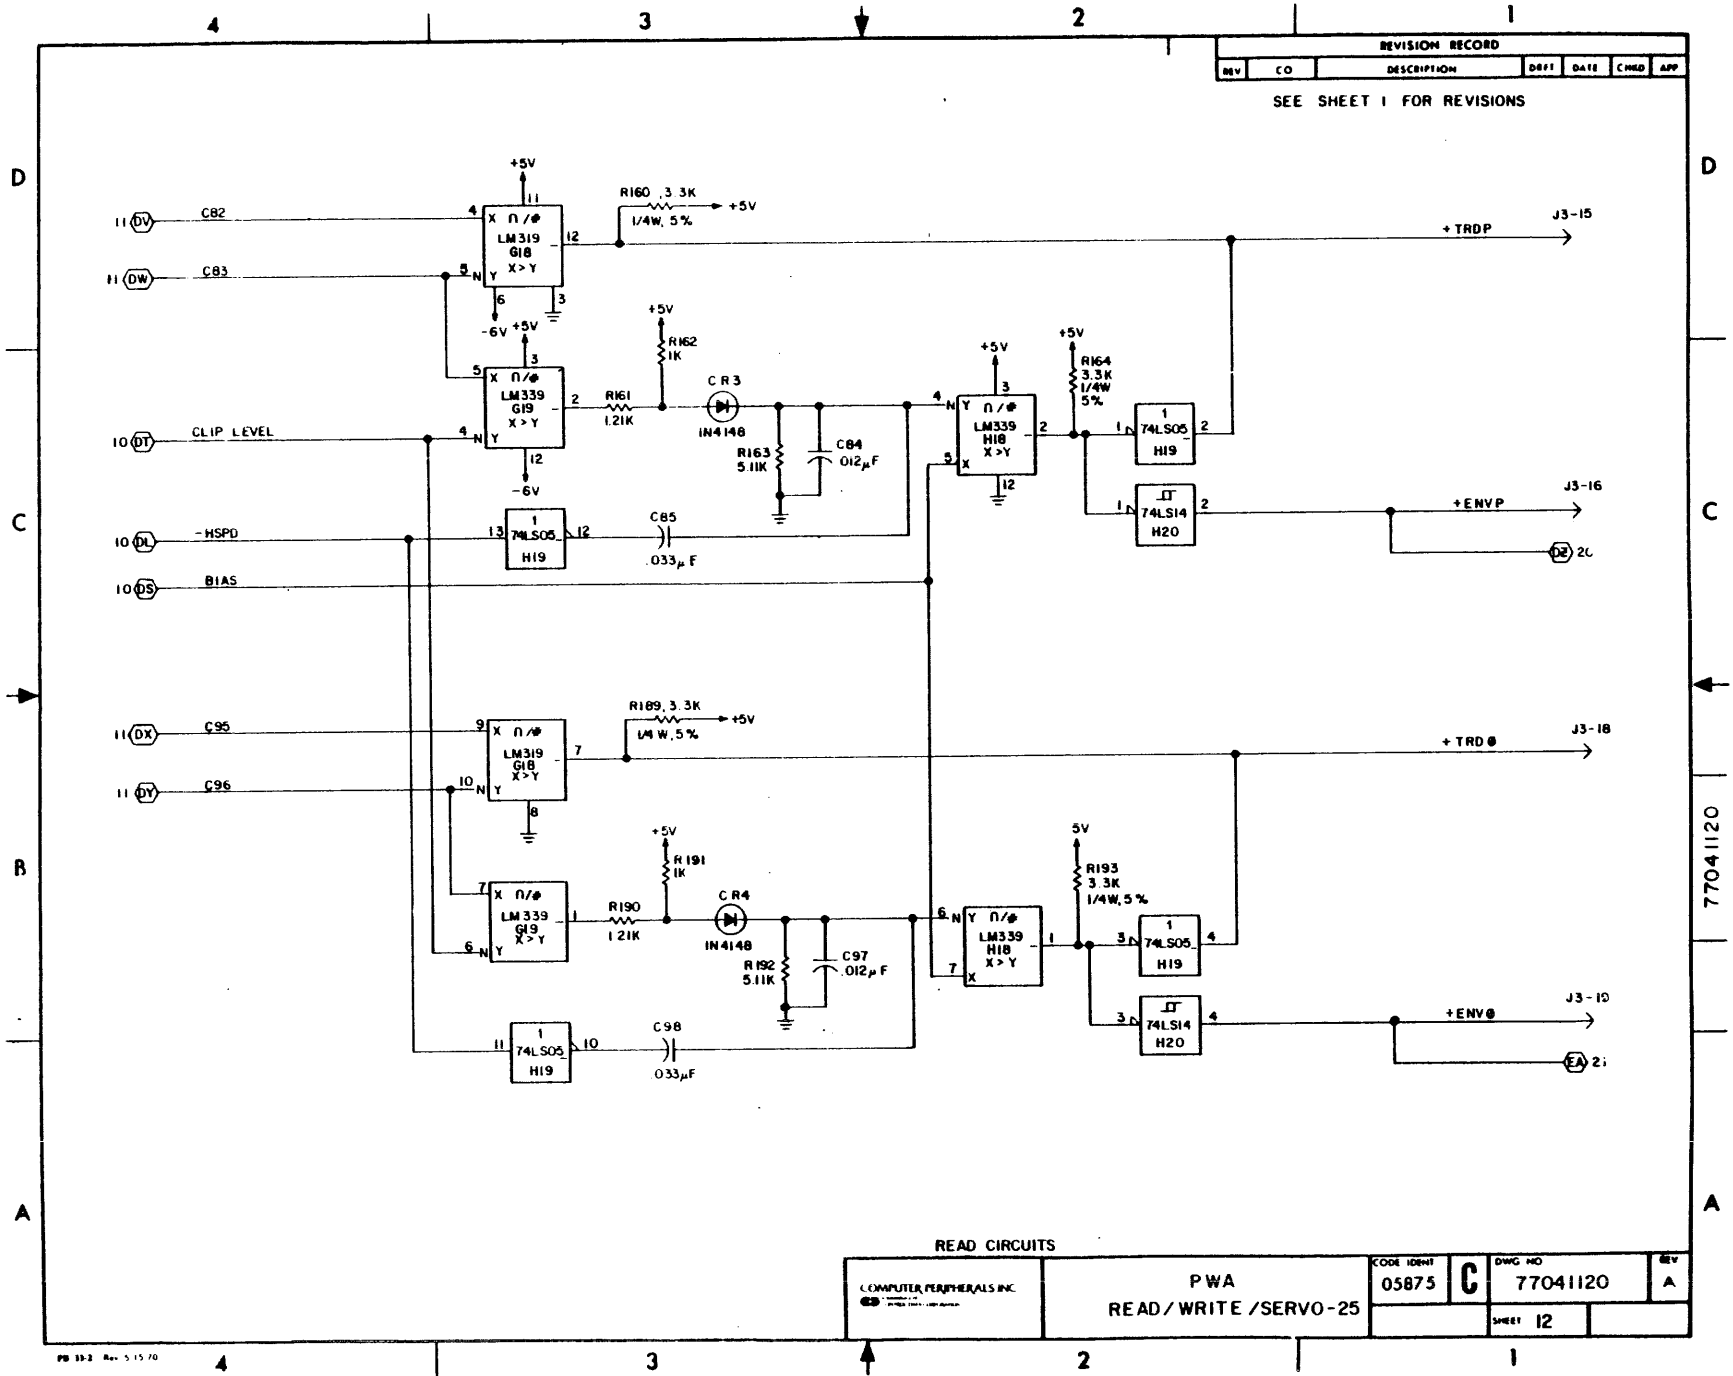 4 3 2 1
REVISION RECORD
REV CO DESCRIPTION DRFT DATE CHKD APP
SEE SHEET 1 FOR REVISIONS
D D
+5V
11
11 DV C82 4 X n/# LM319 G18 X>Y 12
R160, 3.3K +5V
1/4W, 5%
+TRDP J3-15
11 DW C83 5 N Y
6 3
-6V +5V
3
5 X n/# LM339 G19 X>Y 2
R161
1.21K
+5V
R162
1K
CR3
1N4148
10 DT CLIP LEVEL 4 N Y
12
-6V
R163
5.11K
C84
.012µF
+5V
3
4 N Y n/# LM339 H18 X>Y 2
5 X
12
+5V
R164
3.3K
1/4W
5%
1 1 74LS05 2
H19
1 74LS14 2
H20
+ENVP J3-16
DZ 20
C C
10 DL -HSPD 13 1 74LS05 12
H19
C85
.033µF
10 DS BIAS
11 DX C95 9 X n/# LM319 G18 X>Y 7
R189, 3.3K +5V
1/4W, 5%
+TRD0 J3-18
11 DY C96 10 N Y
8
7 X n/# LM339 G19 X>Y 1
6 N Y
R190
1.21K
+5V
R191
1K
CR4
1N4148
R192
5.11K
C97
.012µF
6 N Y n/# LM339 H18 X>Y 1
7 X
5V
R193
3.3K
1/4W, 5%
3 1 74LS05 4
H19
3 74LS14 4
H20
+ENV0 J3-19
EA 21
B
77041120
11 1 74LS05 10
H19
C98
.033µF
A A
READ CIRCUITS
COMPUTER PERIPHERALS INC
PWA
READ/WRITE/SERVO-25
CODE IDENT
05875
C
DWG NO
77041120
REV
A
SHEET 12
PB 11-2 Rev 5-15-70
4 3 2 1